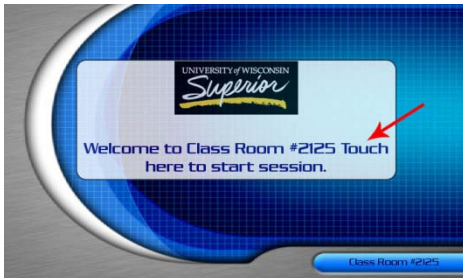 UNIVERSITY of WISCONSIN
Superior
Welcome to Class Room #2125 Touch
here to start session.
Class Room #2125